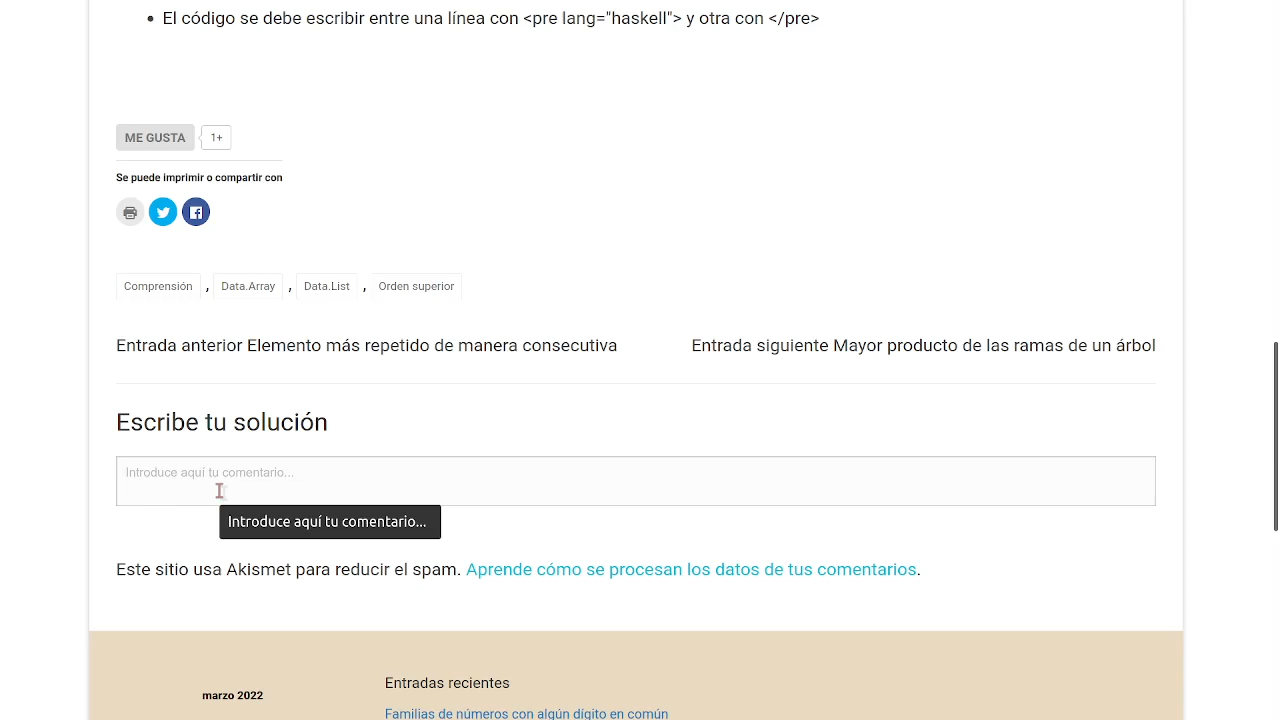 El código se debe escribir entre una línea con <pre lang="haskell"> y otra con </pre>
ME GUSTA 1+
Se puede imprimir o compartir con
Comprensión , Data.Array , Data.List , Orden superior
Entrada anterior Elemento más repetido de manera consecutiva Entrada siguiente Mayor producto de las ramas de un árbol
Escribe tu solución
Introduce aquí tu comentario...
Introduce aquí tu comentario...
Este sitio usa Akismet para reducir el spam. Aprende cómo se procesan los datos de tus comentarios.
Entradas recientes
marzo 2022
Familias de números con algún dígito en común